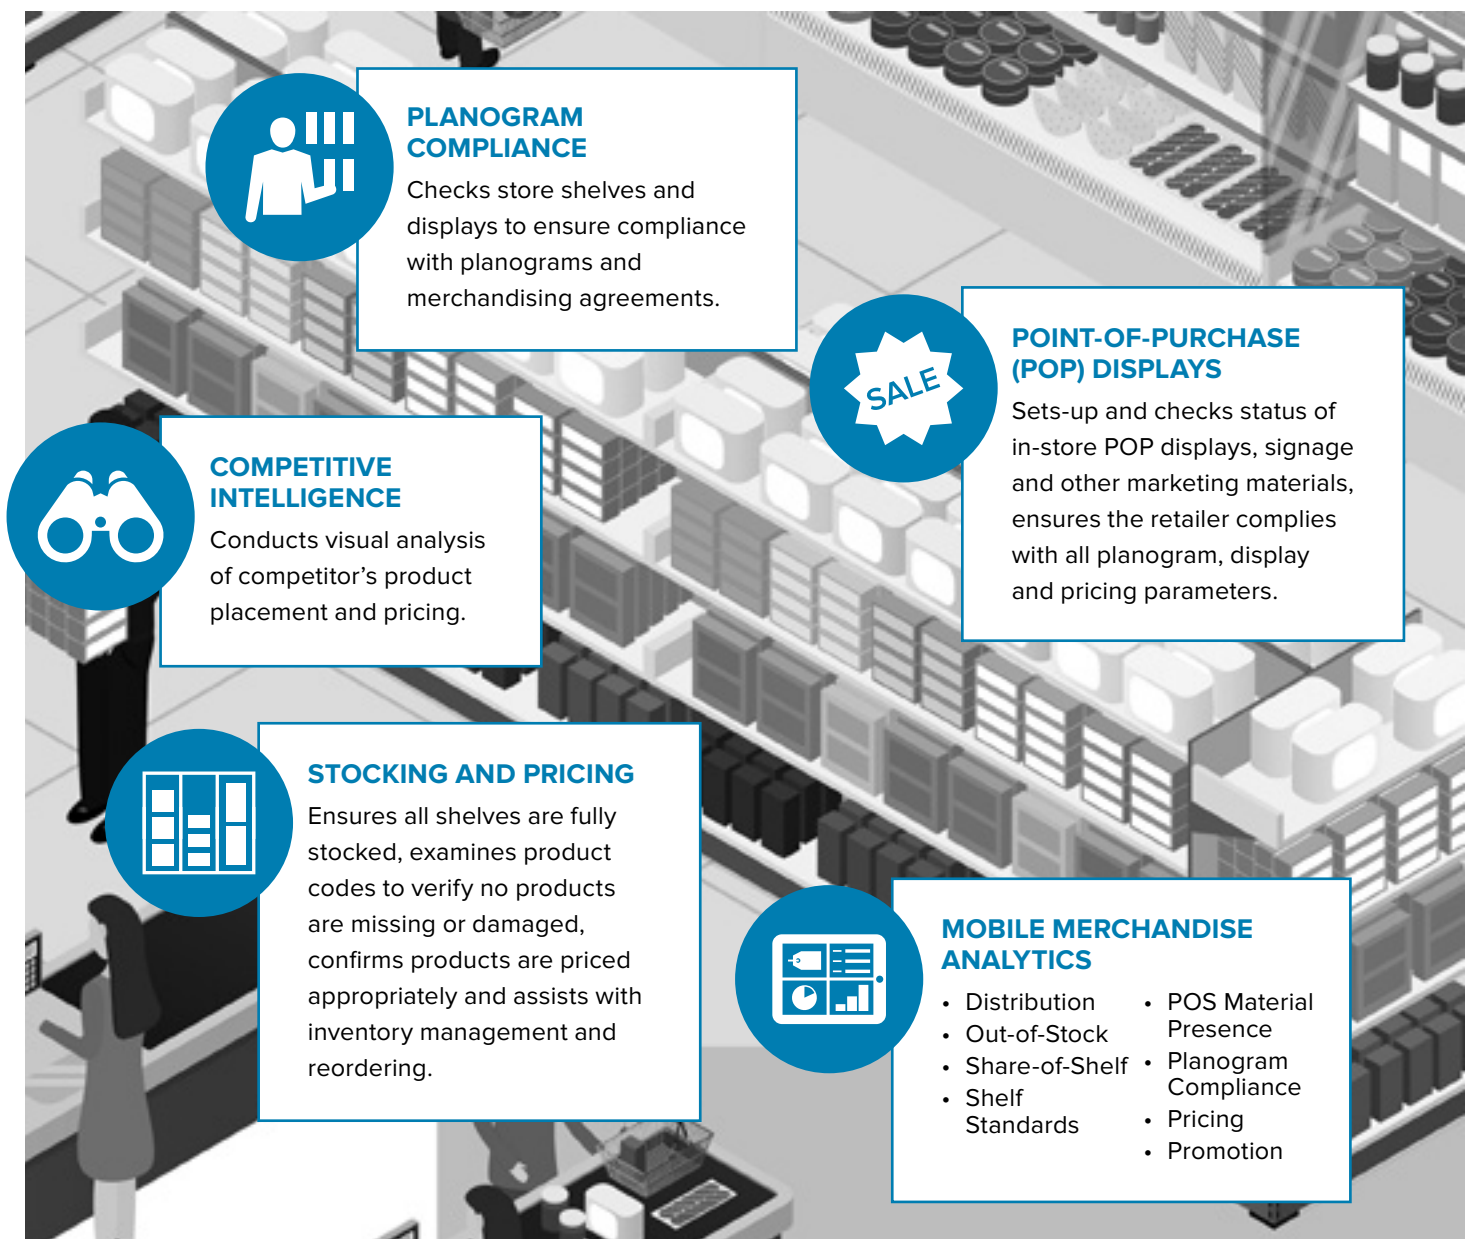 PLANOGRAM
COMPLIANCE
Checks store shelves and
displays to ensure compliance
with planograms and
merchandising agreements.
SALE
POINT-OF-PURCHASE
(POP) DISPLAYS
Sets-up and checks status of
in-store POP displays, signage
and other marketing materials,
ensures the retailer complies
with all planogram, display
and pricing parameters.
COMPETITIVE
INTELLIGENCE
Conducts visual analysis
of competitor’s product
placement and pricing.
STOCKING AND PRICING
Ensures all shelves are fully
stocked, examines product
codes to verify no products
are missing or damaged,
confirms products are priced
appropriately and assists with
inventory management and
reordering.
MOBILE MERCHANDISE
ANALYTICS
• Distribution
• Out-of-Stock
• Share-of-Shelf
• Shelf
Standards
• POS Material
Presence
• Planogram
Compliance
• Pricing
• Promotion